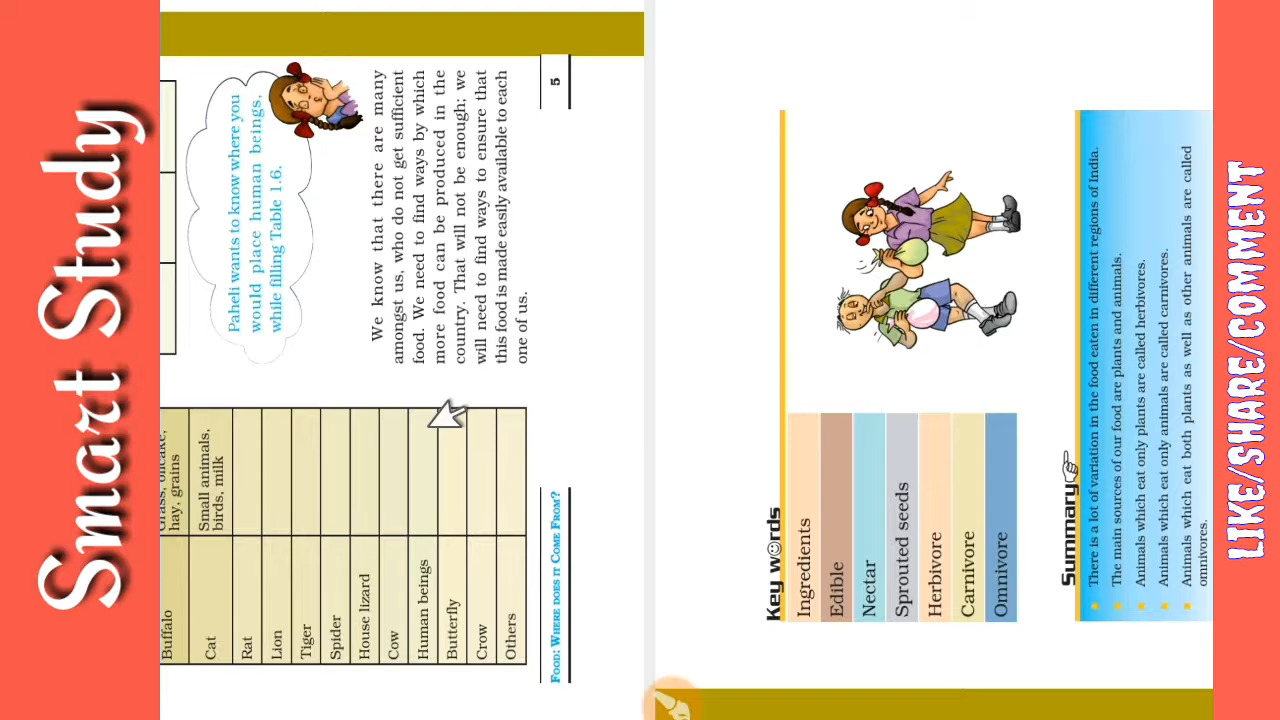 Smart Study
Buffalo
Grass, oilcake,
hay, grains
Cat
Small animals,
birds, milk
Rat
Lion
Tiger
Spider
House lizard
Cow
Human beings
Butterfly
Crow
Others
Paheli wants to know where you
would place human beings,
while filling Table 1.6.
We know that there are many
amongst us, who do not get sufficient
food. We need to find ways by which
more food can be produced in the
country. That will not be enough; we
will need to find ways to ensure that
this food is made easily available to each
one of us.
FOOD: WHERE DOES IT COME FROM?
5
Key words
Ingredients
Edible
Nectar
Sprouted seeds
Herbivore
Carnivore
Omnivore
Summary
There is a lot of variation in the food eaten in different regions of India.
The main sources of our food are plants and animals.
Animals which eat only plants are called herbivores.
Animals which eat only animals are called carnivores.
Animals which eat both plants as well as other animals are called
omnivores.
LIKE/SHARE/COMMENT